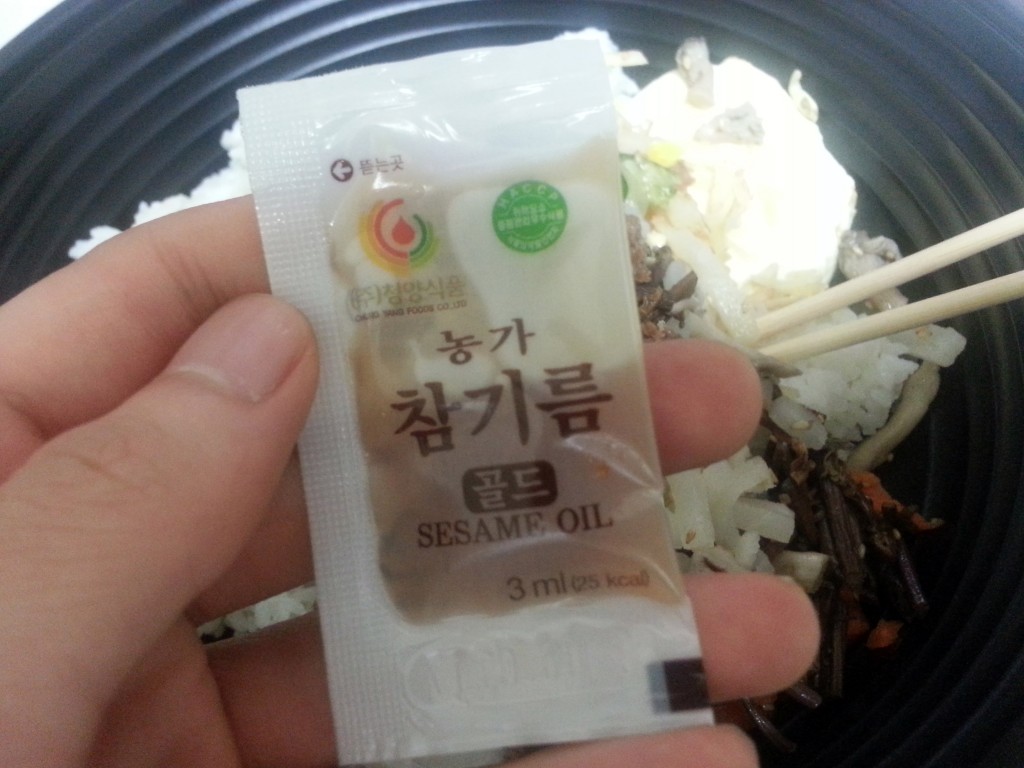 뜯는곳
HACCP
(주)청양식품
농가
참기름
골드
SESAME OIL
3 ml (25 kcal)